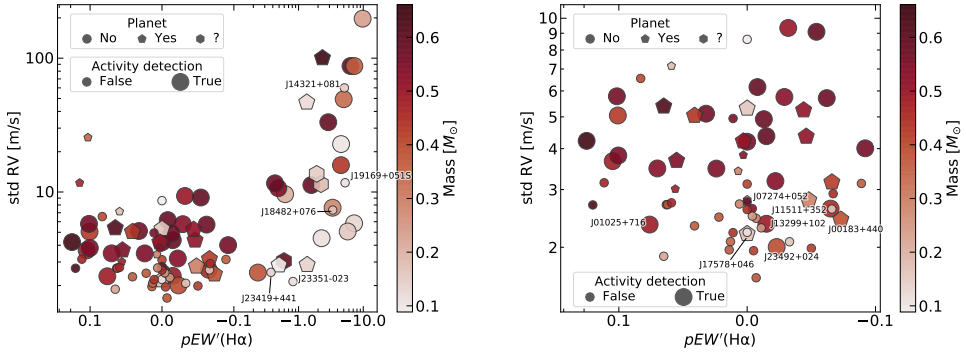 Planet
No Yes ?
Activity detection
False True
J14321+081
J19169+051S
J18482+076
J23351-023
J23419+441
100
10
std RV [m/s]
0.1 0.0 −0.1 −1.0 −10.0
pEW′(Hα)
0.6
0.5
0.4
0.3
0.2
0.1
Mass [M⊙]
Planet
No Yes ?
J07274+052
J11511+352
J01025+716
J13299+102
J00183+440
J17578+046
J23492+024
Activity detection
False True
10
9
8
7
6
5
4
3
2
std RV [m/s]
0.1 0.0 −0.1
pEW′(Hα)
0.6
0.5
0.4
0.3
0.2
0.1
Mass [M⊙]